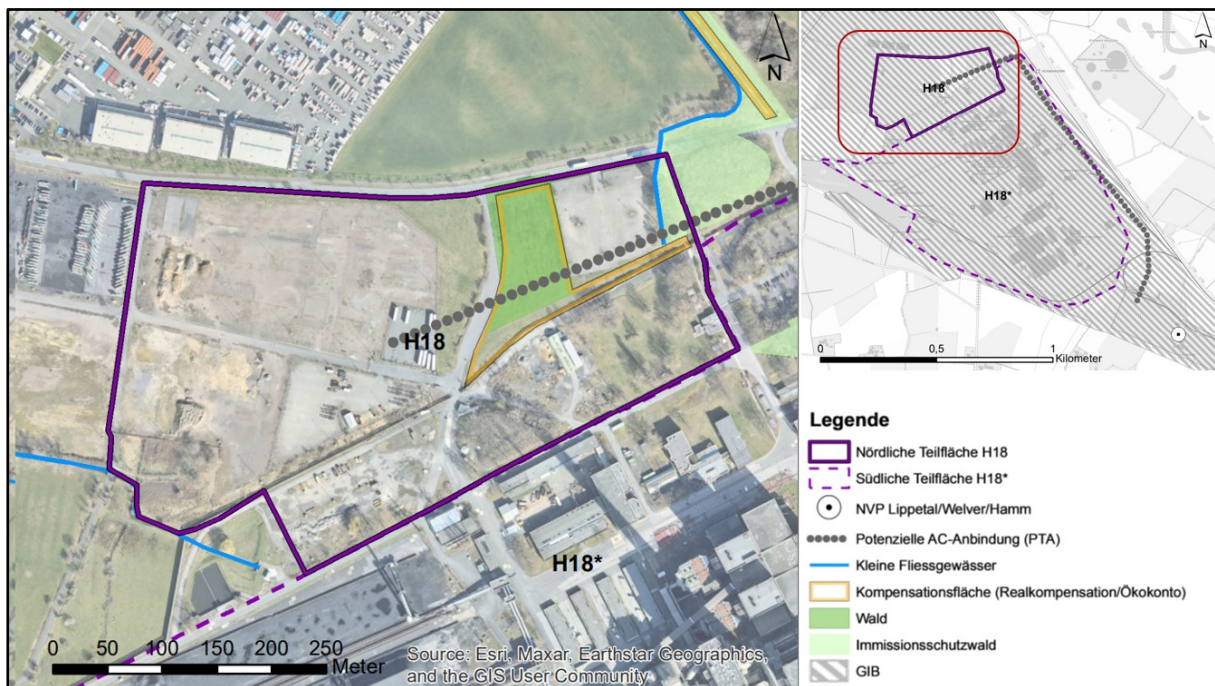 N
H18
H18*
0 50 100 150 200 250
Meter
Source: Esri, Maxar, Earthstar Geographics,
and the GIS User Community
N
H18
H18*
0 0,5 1
Kilometer
Legende
Nördliche Teilfläche H18
Südliche Teilfläche H18*
NVP Lippetal/Welver/Hamm
Potenzielle AC-Anbindung (PTA)
Kleine Fliessgewässer
Kompensationsfläche (Realkompensation/Ökokonto)
Wald
Immissionsschutzwald
GIB